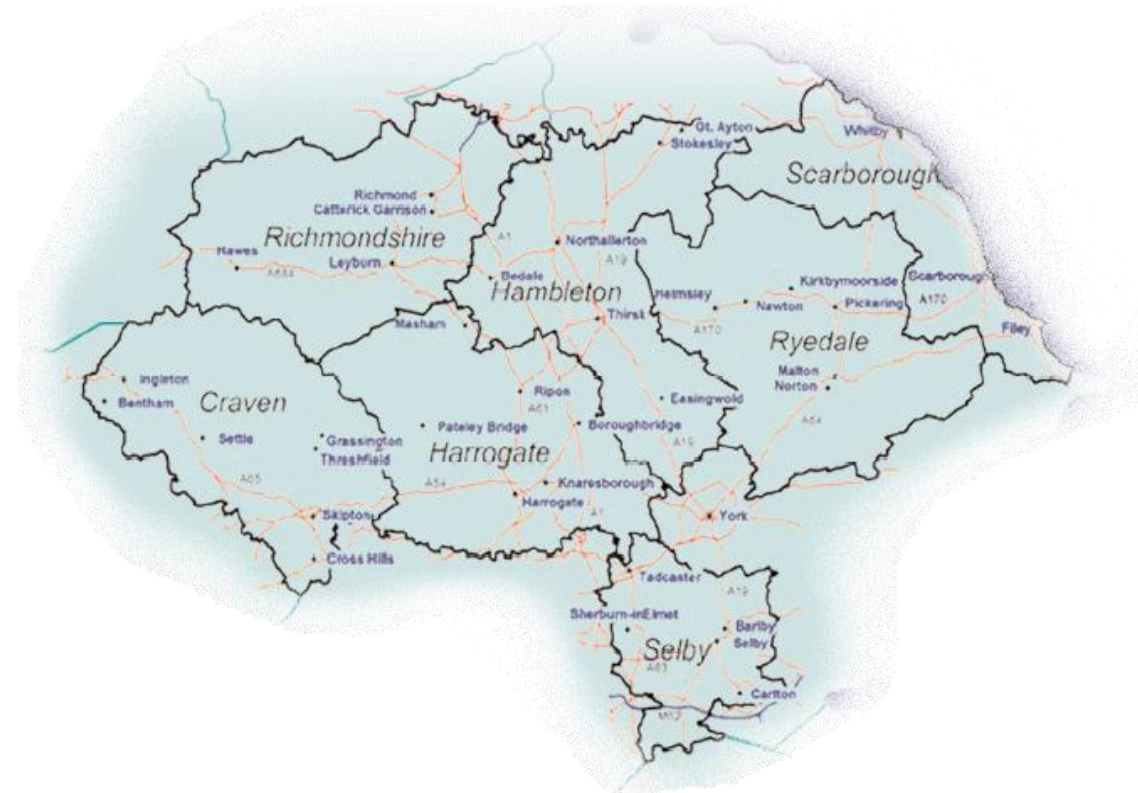 Gt. Ayton
Whitby
Stokesley
Scarborough
Richmond
Catterick Garrison
Richmondshire
A1
Northallerton
Hawes
A684
Leyburn
A19
Bedale
Hambleton
Helmsley
Kirkbymoorside
Scarborough
Newton
Pickering
A170
Masham
Thirsk
A170
Filey
Ryedale
Ingleton
Malton
Norton
Bentham
Craven
Ripon
A61
Easingwold
Settle
Grassington
Threshfield
Pateley Bridge
Boroughbridge
A64
Harrogate
A19
A65
A59
Knaresborough
Harrogate
A1
Skipton
York
Cross Hills
Tadcaster
A19
Sherburn-inElmet
Barlby
Selby
Selby
A63
Carlton
M62